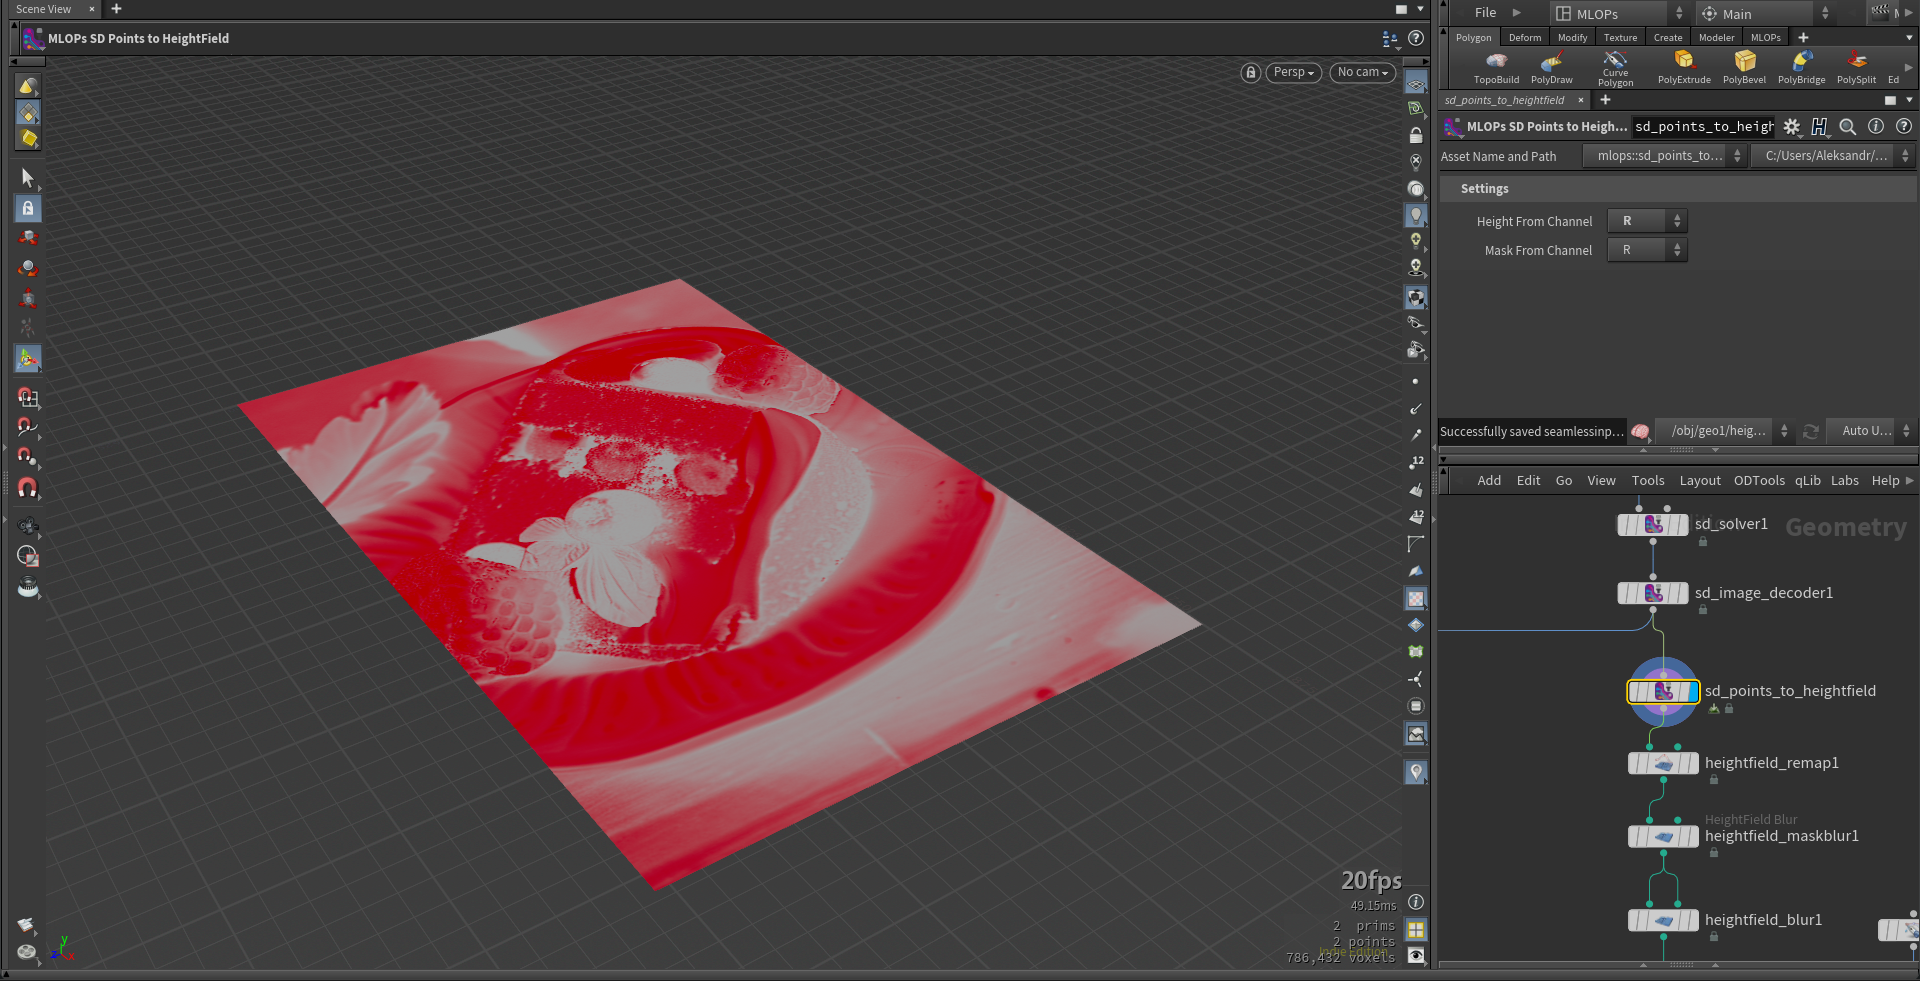 Scene View
MLOPs SD Points to HeightField
Persp
No cam
12
12
20fps
49.15ms
2 prims
2 points
Indie Edition
786,432 voxels
y
x
z
File
MLOPs
Main
Polygon Deform Modify Texture Create Modeler MLOPs
TopoBuild PolyDraw Curve Polygon PolyExtrude PolyBevel PolyBridge PolySplit Ed
sd_points_to_heightfield
MLOPs SD Points to Heigh... sd_points_to_heigh
Asset Name and Path mlops::sd_points_to... C:/Users/Aleksandr/...
Settings
Height From Channel R
Mask From Channel R
Successfully saved seamlessinp... /obj/geo1/heig... Auto U...
Add Edit Go View Tools Layout ODTools qLib Labs Help
sd_solver1
Geometry
sd_image_decoder1
sd_points_to_heightfield
heightfield_remap1
HeightField Blur
heightfield_maskblur1
heightfield_blur1